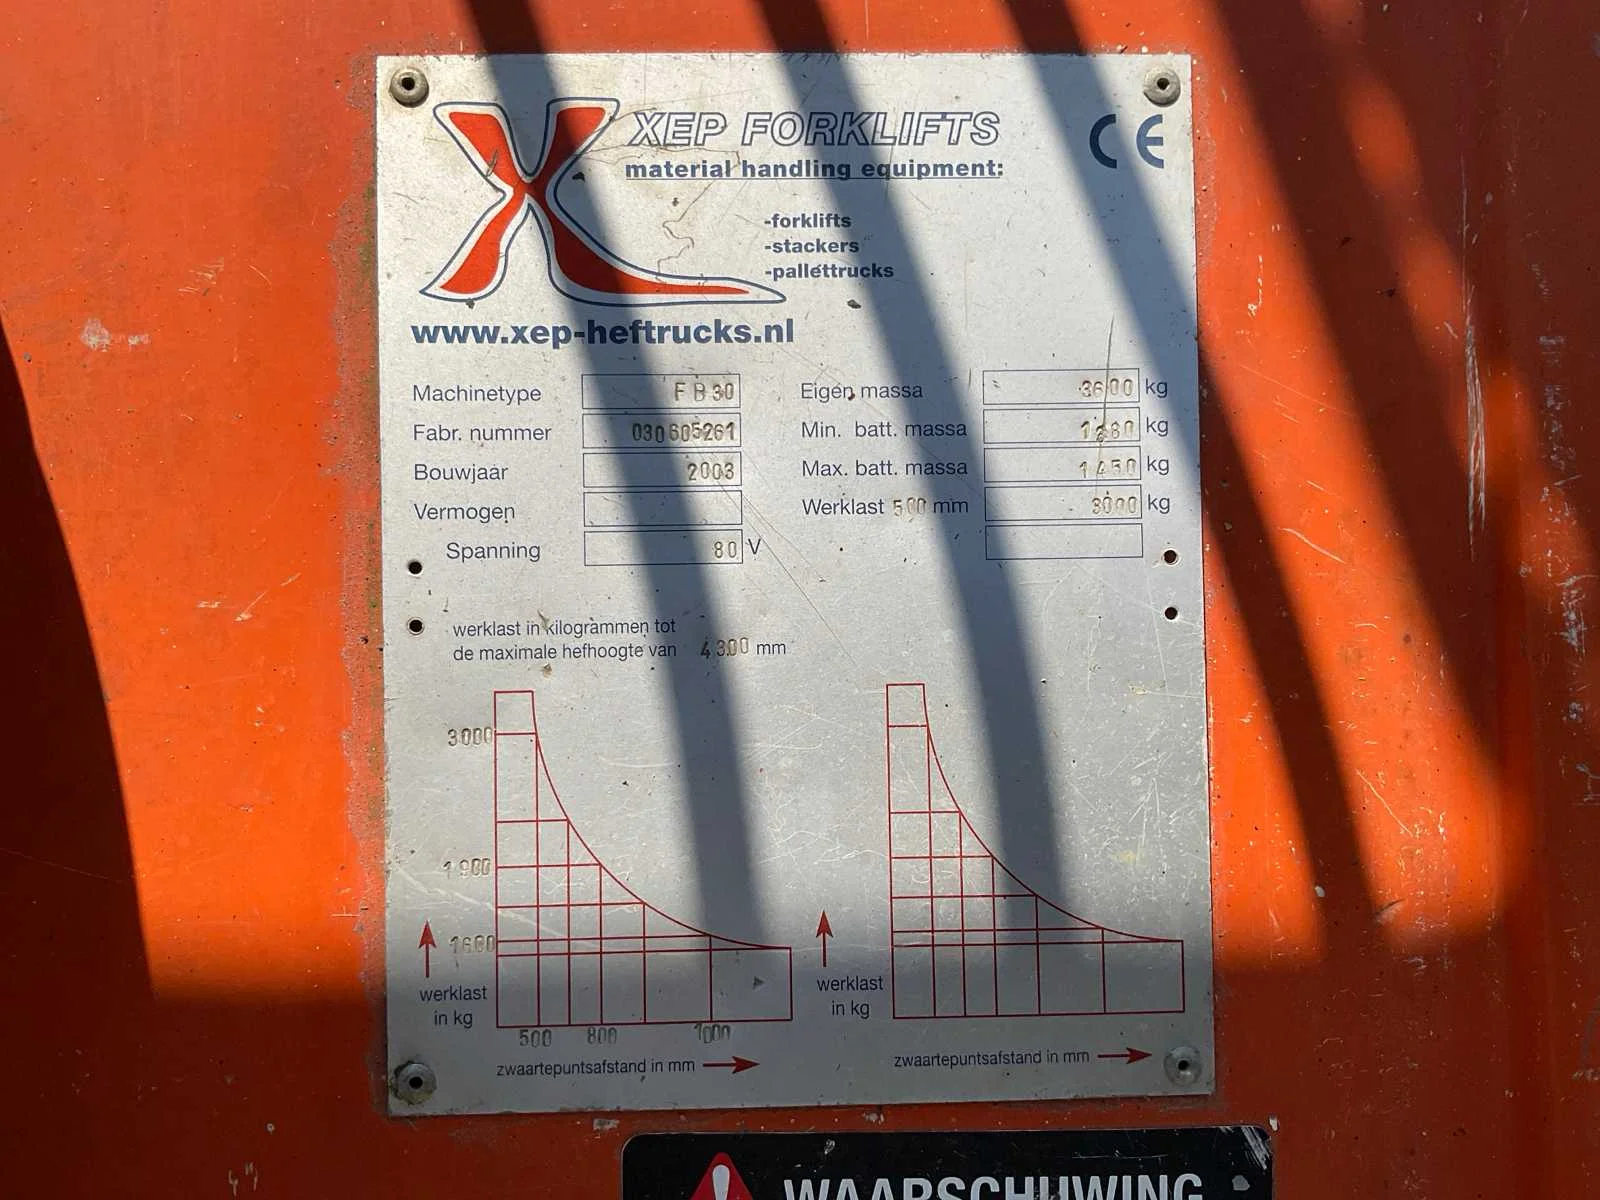 XEP FORKLIFTS
CE
material handling equipment:
-forklifts
-stackers
-pallettrucks
www.xep-heftrucks.nl
Machinetype FB30
Fabr. nummer 030605261
Bouwjaar 2003
Vermogen
Spanning 80 V
Eigen massa 3600 kg
Min. batt. massa kg
Max. batt. massa 1450 kg
Werklast 500 mm 3000 kg
werklast in kilogrammen tot
de maximale hefhoogte van 4300 mm
3000
1900
1600
werklast
in kg
500 800 1000
zwaartepuntsafstand in mm
werklast
in kg
zwaartepuntsafstand in mm
WAARSCHUWING